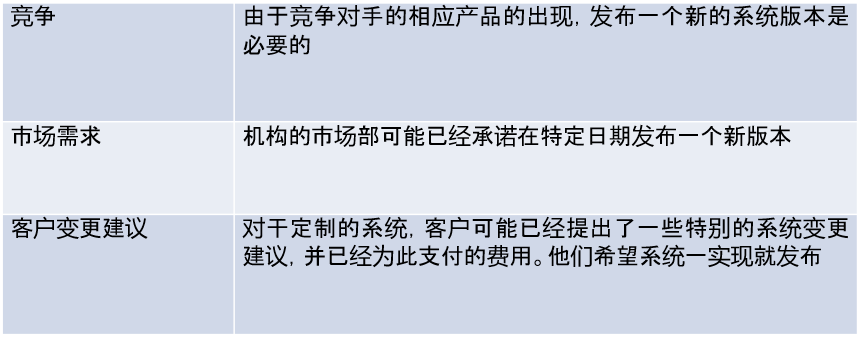 竞争
由于竞争对手的相应产品的出现，发布一个新的系统版本是
必要的
市场需求
机构的市场部可能已经承诺在特定日期发布一个新版本
客户变更建议
对干定制的系统，客户可能已经提出了一些特别的系统变更
建议，并已经为此支付的费用。他们希望系统一实现就发布